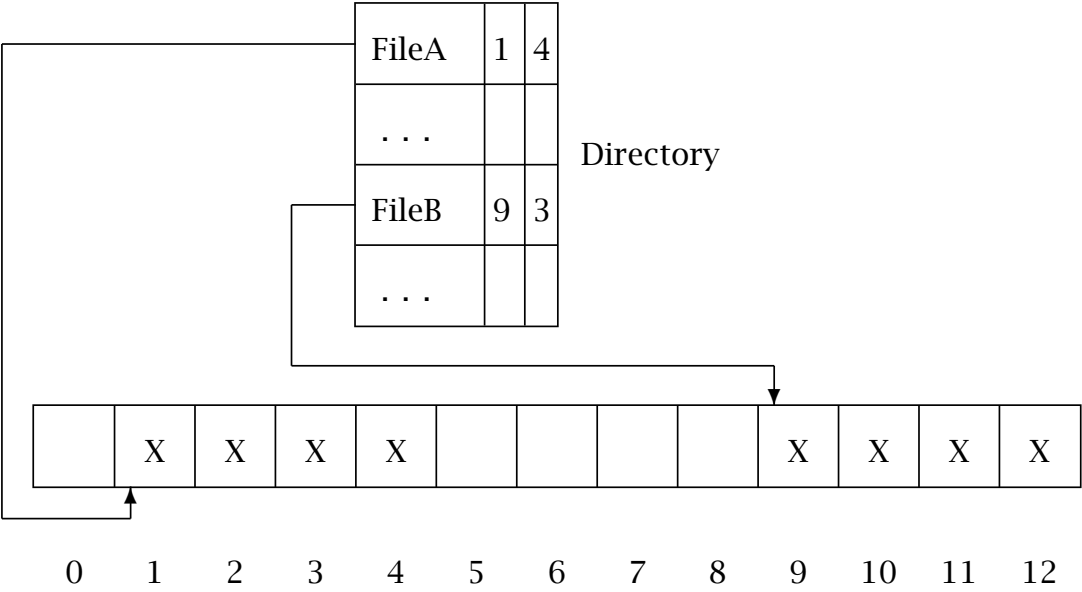 FileA 1 4
. . .
Directory
FileB 9 3
. . .
X X X X X X X X
0 1 2 3 4 5 6 7 8 9 10 11 12